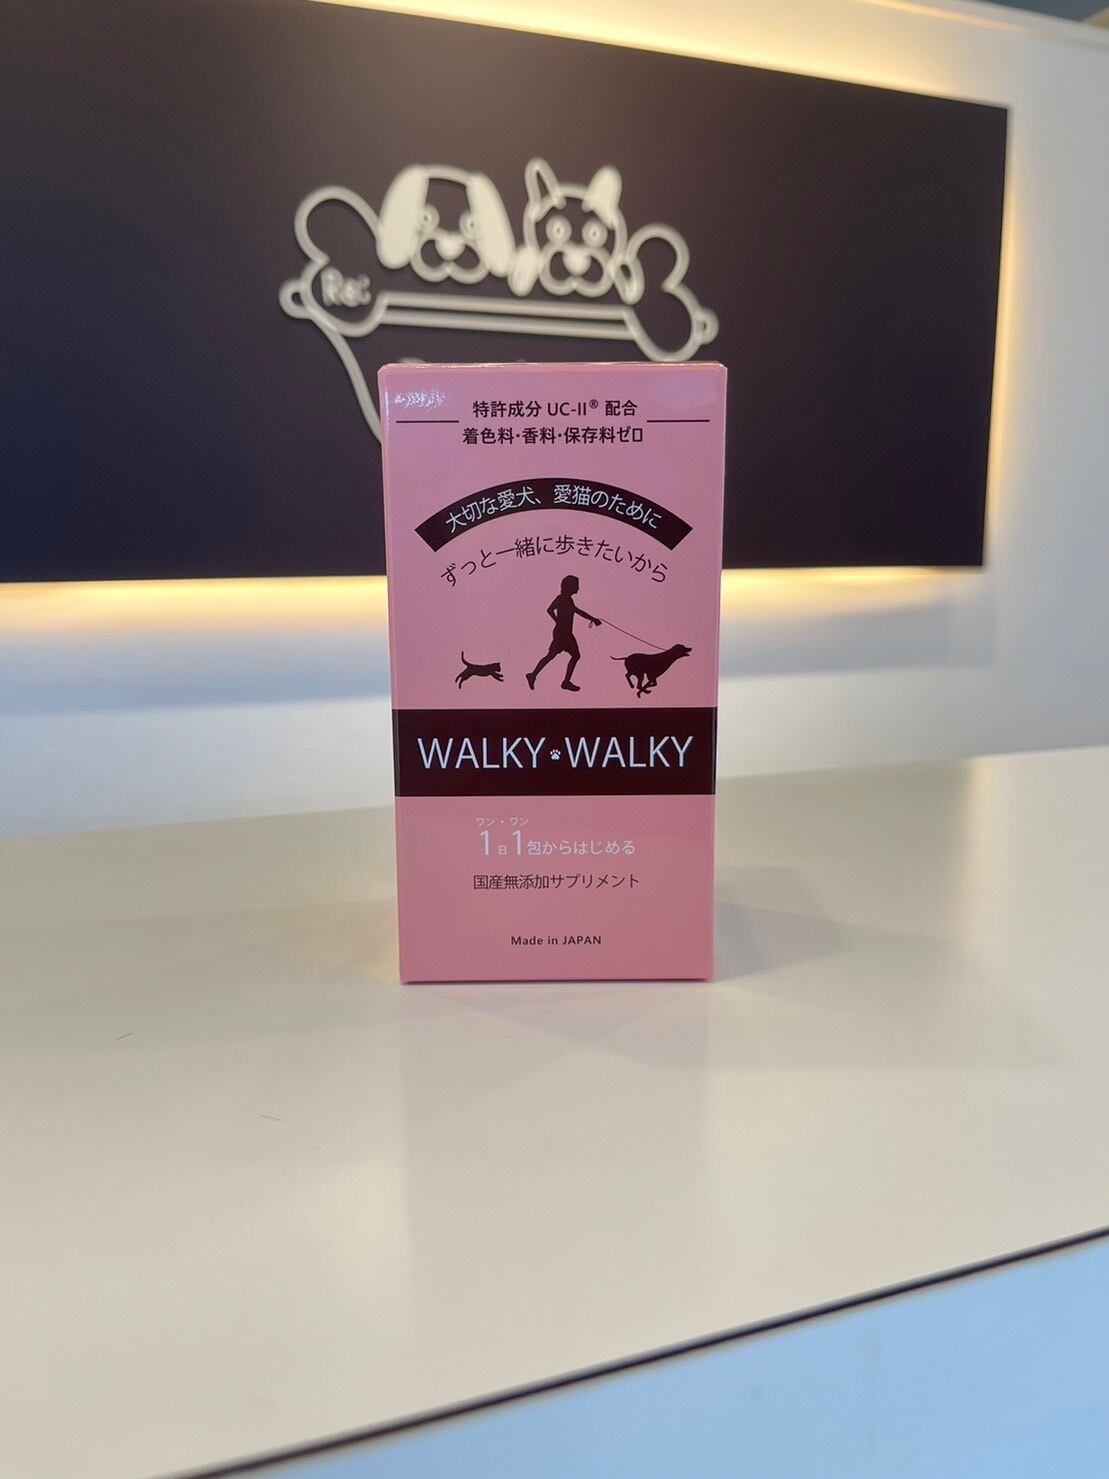 Re:
特許成分 UC-II® 配合
着色料・香料・保存料ゼロ
大切な愛犬、愛猫のために
ずっと一緒に歩きたいから
WALKY WALKY
ワン・ワン
1日1包からはじめる
国産無添加サプリメント
Made in JAPAN